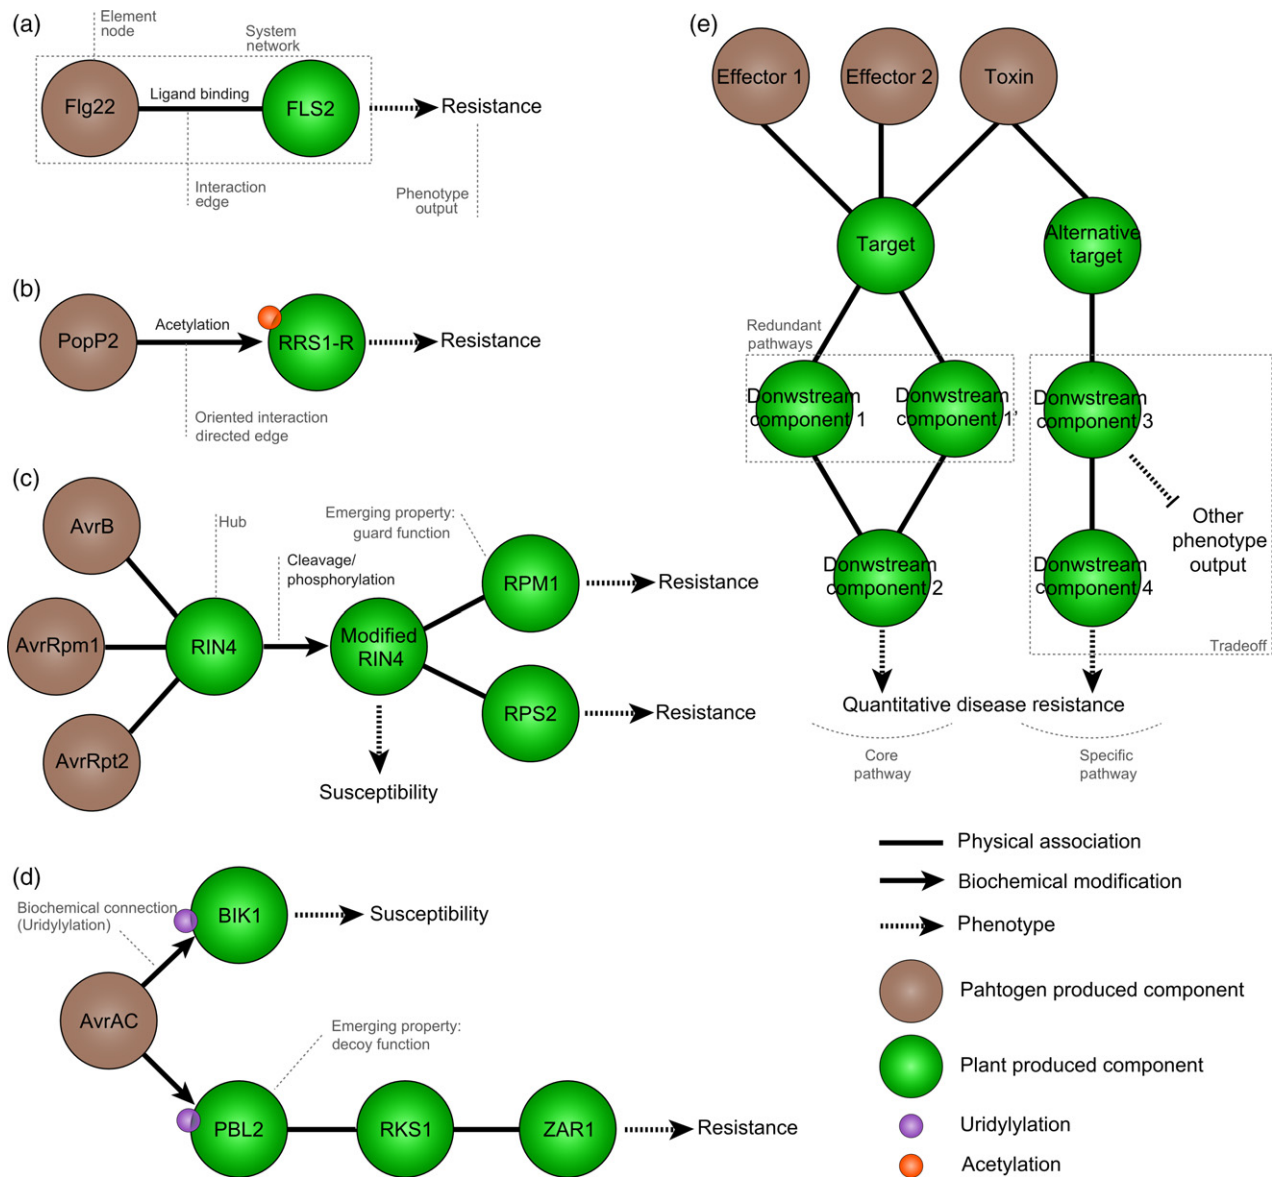 (a)
Element
node
System
network
Flg22
Ligand binding
FLS2
Resistance
Interaction
edge
Phenotype
output
(b)
PopP2
Acetylation
RRS1-R
Resistance
Oriented interaction
directed edge
(c)
AvrB
AvrRpm1
AvrRpt2
Hub
RIN4
Cleavage/
phosphorylation
Emerging property:
guard function
Modified
RIN4
RPM1
Resistance
RPS2
Resistance
Susceptibility
(d)
Biochemical connection
(Uridylylation)
BIK1
Susceptibility
AvrAC
Emerging property:
decoy function
PBL2
RKS1
ZAR1
Resistance
(e)
Effector 1
Effector 2
Toxin
Target
Alternative
target
Redundant
pathways
Donwstream
component 1
Donwstream
component 1'
Donwstream
component 3
Donwstream
component 2
Donwstream
component 4
Other
phenotype
output
Tradeoff
Quantitative disease resistance
Core
pathway
Specific
pathway
Physical association
Biochemical modification
Phenotype
Pahtogen produced component
Plant produced component
Uridylylation
Acetylation